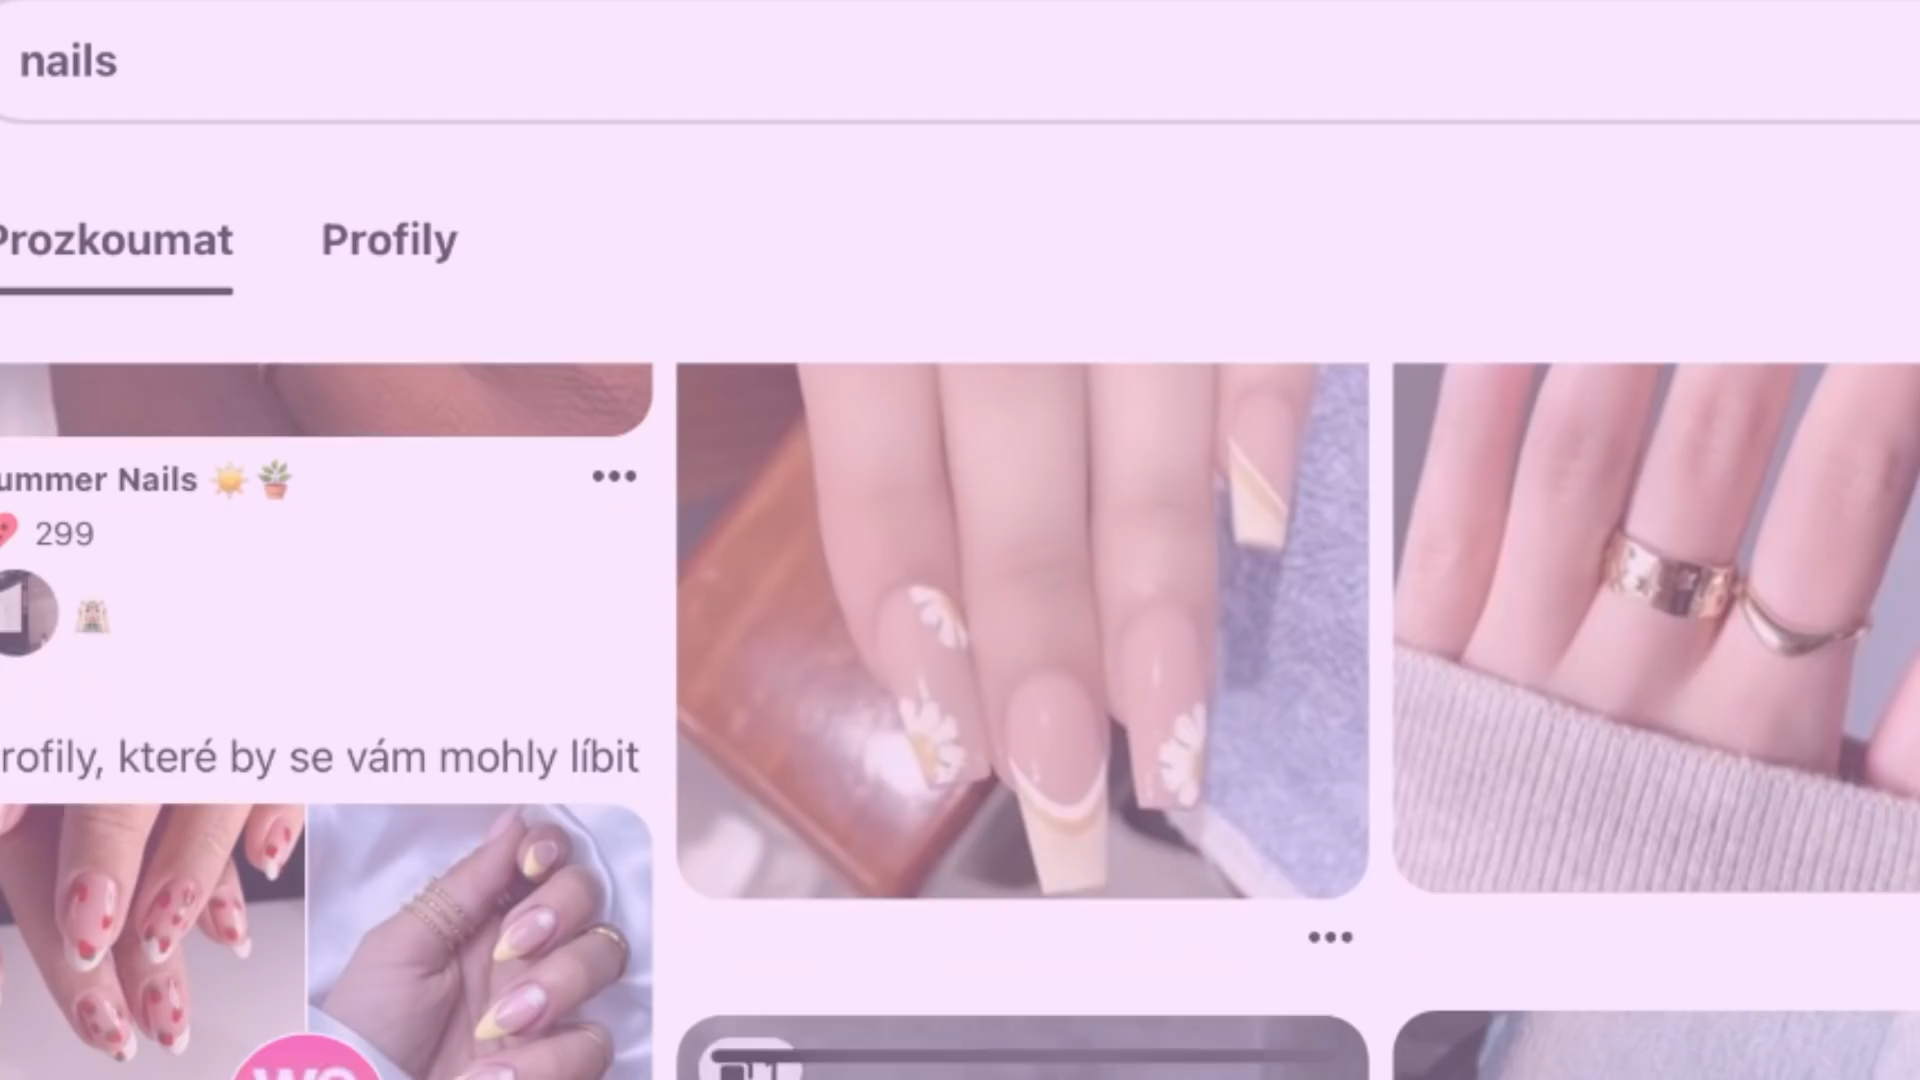 nails
Prozkoumat Profily
ummer Nails ☀️🪴
299
rofily, které by se vám mohly líbit